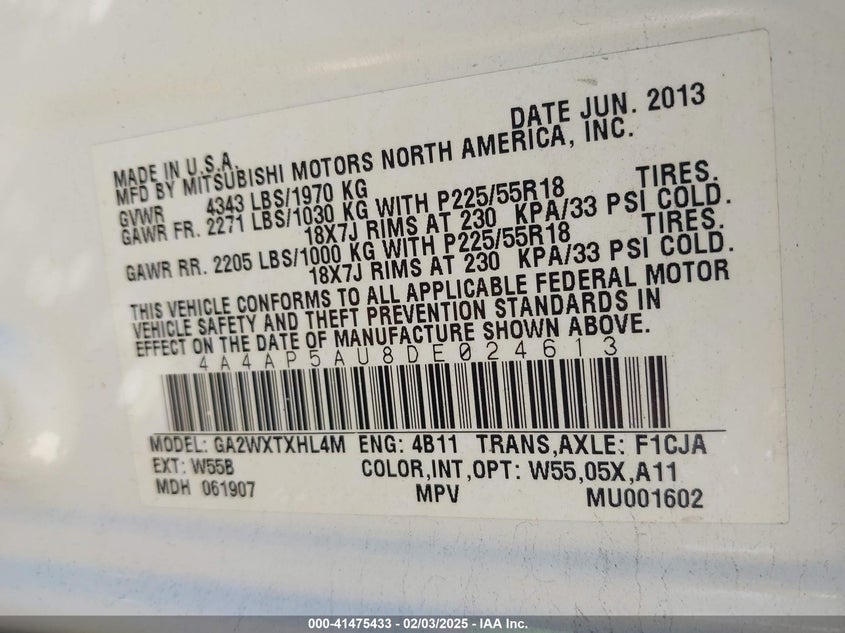 DATE JUN. 2013
MADE IN U.S.A.
MFD BY MITSUBISHI MOTORS NORTH AMERICA, INC.
GVWR 4343 LBS/1970 KG
GAWR FR. 2271 LBS/1030 KG WITH P225/55R18 TIRES.
18X7J RIMS AT 230 KPA/33 PSI COLD.
GAWR RR. 2205 LBS/1000 KG WITH P225/55R18 TIRES.
18X7J RIMS AT 230 KPA/33 PSI COLD.
THIS VEHICLE CONFORMS TO ALL APPLICABLE FEDERAL MOTOR
VEHICLE SAFETY AND THEFT PREVENTION STANDARDS IN
EFFECT ON THE DATE OF MANUFACTURE SHOWN ABOVE.
4A4AP5AU8DE024613
MODEL: GA2WXTXHL4M ENG: 4B11 TRANS,AXLE: F1CJA
EXT: W55B COLOR,INT,OPT: W55,05X,A11
MDH 061907 MPV MU001602
000-41475433 - 02/03/2025 - IAA Inc.